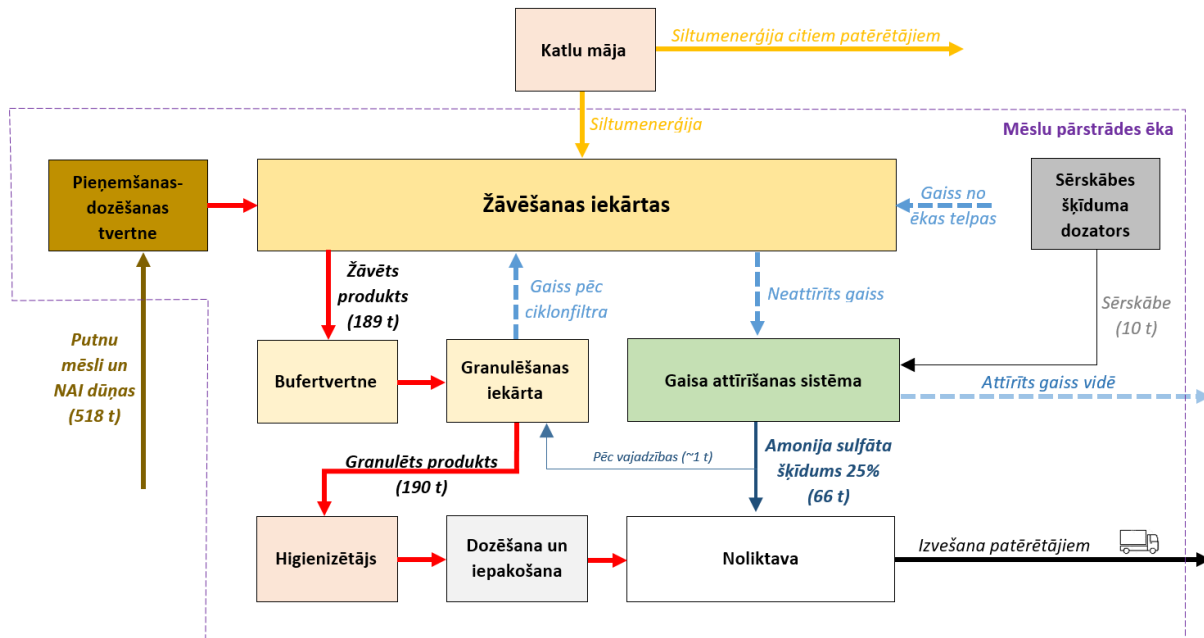 Katlu māja
Siltumenerģija citiem patērētājiem
Siltumenerģija
Mēslu pārstrādes ēka
Pieņemšanas-
dozēšanas
tvertne
Žāvēšanas iekārtas
Gaiss no
ēkas telpas
Sērskābes
šķīduma
dozators
Žāvēts
produkts
(189 t)
Gaiss pēc
ciklonfiltra
Neattīrīts gaiss
Sērskābe
(10 t)
Putnu
mēsli un
NAI dūņas
(518 t)
Bufertvertne
Granulēšanas
iekārta
Gaisa attīrīšanas sistēma
Attīrīts gaiss vidē
Granulēts produkts
(190 t)
Pēc vajadzības (~1 t)
Amonija sulfāta
šķīdums 25%
(66 t)
Higienizētājs
Dozēšana un
iepakošana
Noliktava
Izvešana patērētājiem